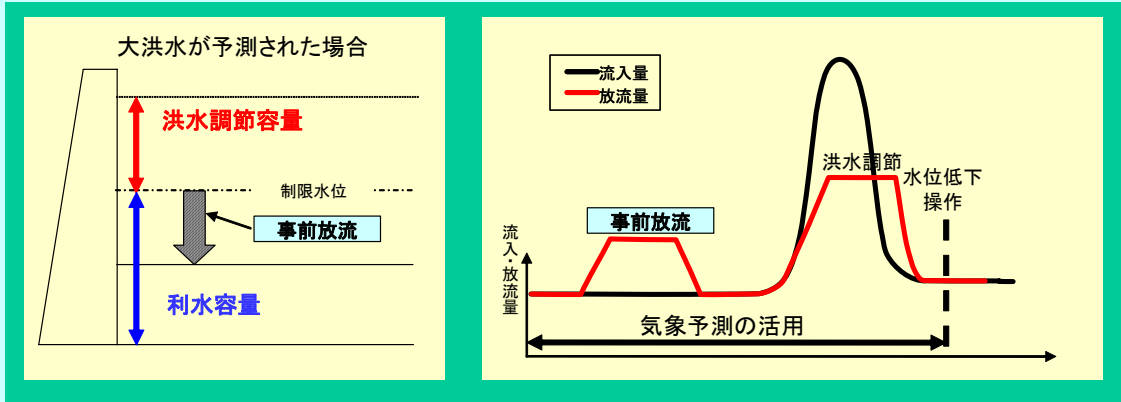 大洪水が予測された場合
洪水調節容量
制限水位
事前放流
利水容量
流入量
放流量
洪水調節
水位低下
操作
事前放流
流入・放流量
気象予測の活用